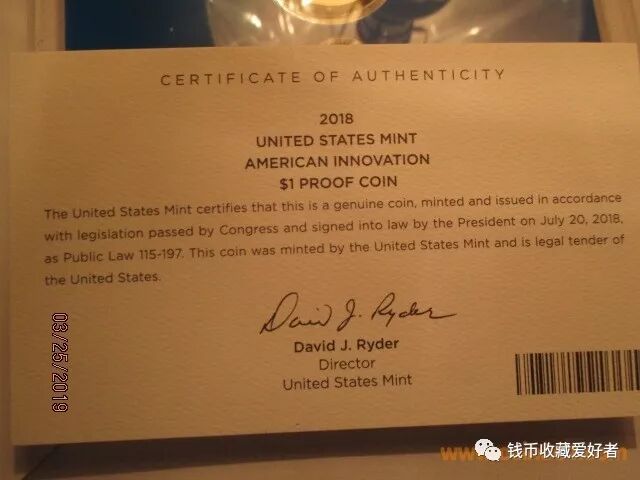 CERTIFICATE OF AUTHENTICITY
2018
UNITED STATES MINT
AMERICAN INNOVATION
$1 PROOF COIN
The United States Mint certifies that this is a genuine coin, minted and issued in accordance
with legislation passed by Congress and signed into law by the President on July 20, 2018,
as Public Law 115-197. This coin was minted by the United States Mint and is legal tender of
the United States.
David J. Ryder
David J. Ryder
Director
United States Mint
03/25/2019
钱币收藏爱好者